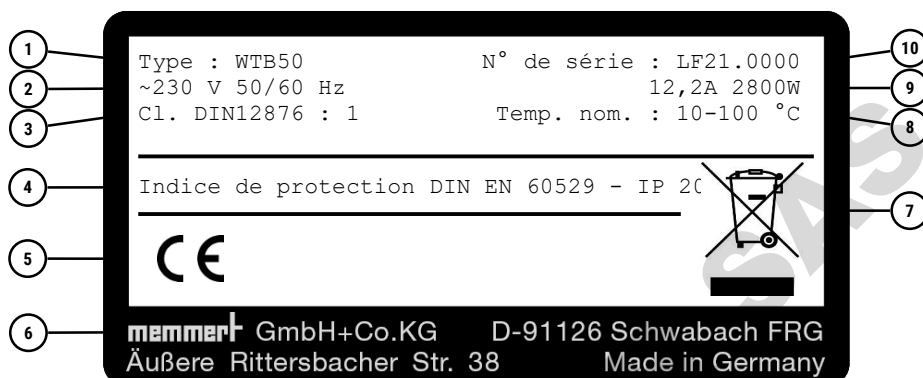 1 Type : WTB50 N° de série : LF21.0000 10
2 ~230 V 50/60 Hz 12,2A 2800W 9
3 Cl. DIN12876 : 1 Temp. nom. : 10-100 °C 8
4 Indice de protection DIN EN 60529 - IP 20
7
5 CE
6 memmert GmbH+Co.KG D-91126 Schwabach FRG
Äußere Rittersbacher Str. 38 Made in Germany
SAS